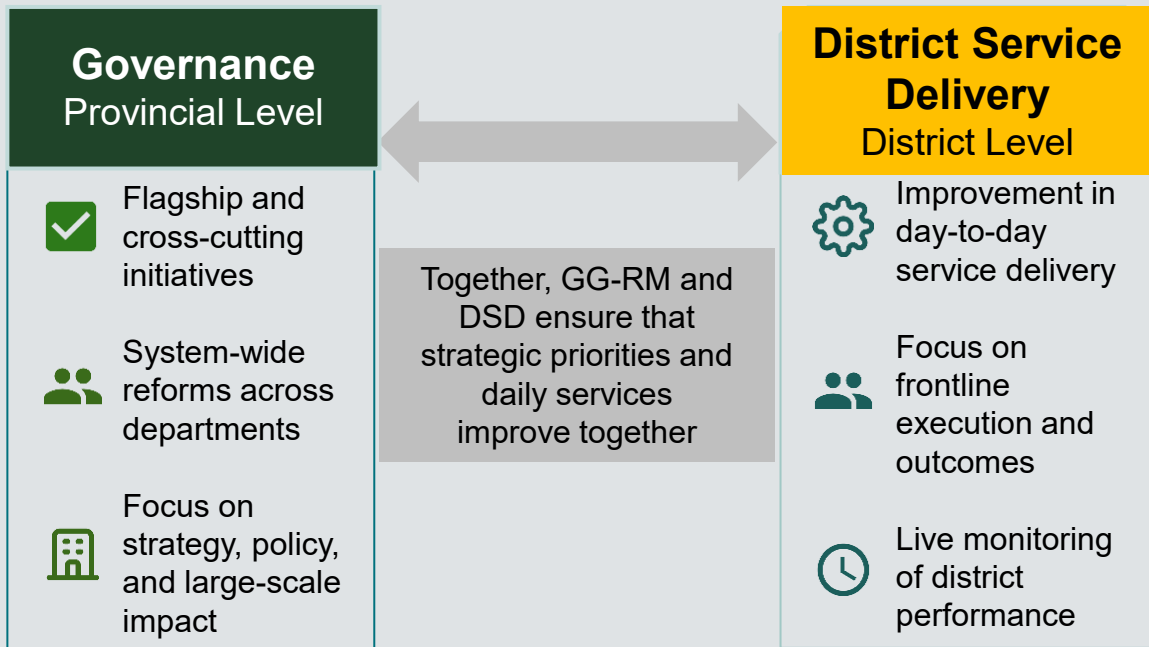 Governance
Provincial Level
Flagship and
cross-cutting
initiatives
System-wide
reforms across
departments
Focus on
strategy, policy,
and large-scale
impact
Together, GG-RM and
DSD ensure that
strategic priorities and
daily services
improve together
District Service
Delivery
District Level
Improvement in
day-to-day
service delivery
Focus on
frontline
execution and
outcomes
Live monitoring
of district
performance